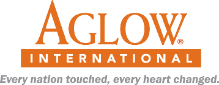 AGLOW®
INTERNATIONAL
Every nation touched, every heart changed.